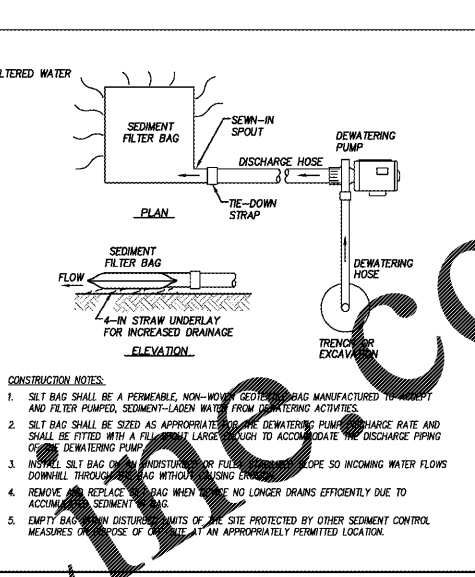 LTERED WATER
SEDIMENT
FILTER BAG
SEWN-IN
SPOUT
DEWATERING
PUMP
DISCHARGE HOSE
TIE-DOWN
STRAP
PLAN
SEDIMENT
FILTER BAG
FLOW
DEWATERING
HOSE
4-IN STRAW UNDERLAY
FOR INCREASED DRAINAGE
TRENCH OR
EXCAVATION
ELEVATION
CONSTRUCTION NOTES:
1. SILT BAG SHALL BE A PERMEABLE, NON-WOVEN GEOTEXTILE BAG MANUFACTURED TO ACCEPT
AND FILTER PUMPED, SEDIMENT-LADEN WATER FROM DEWATERING ACTIVITIES.
2. SILT BAG SHALL BE SIZED AS APPROPRIATE FOR THE DEWATERING PUMP DISCHARGE RATE AND
SHALL BE FITTED WITH A FILL SPOUT LARGE ENOUGH TO ACCOMMODATE THE DISCHARGE PIPING
OF THE DEWATERING PUMP.
3. INSTALL SILT BAG ON AN UNDISTURBED OR FULLY SLOPE SO INCOMING WATER FLOWS
DOWNHILL THROUGH THE BAG WITHOUT CAUSING EROSION.
4. REMOVE AND REPLACE SILT BAG WHEN DEVICE NO LONGER DRAINS EFFICIENTLY DUE TO
ACCUMULATED SEDIMENT IN BAG.
5. EMPTY BAG WITHIN DISTURBED LIMITS OF THE SITE PROTECTED BY OTHER SEDIMENT CONTROL
MEASURES OR DISPOSE OF OFF-SITE AT AN APPROPRIATELY PERMITTED LOCATION.
ine.co